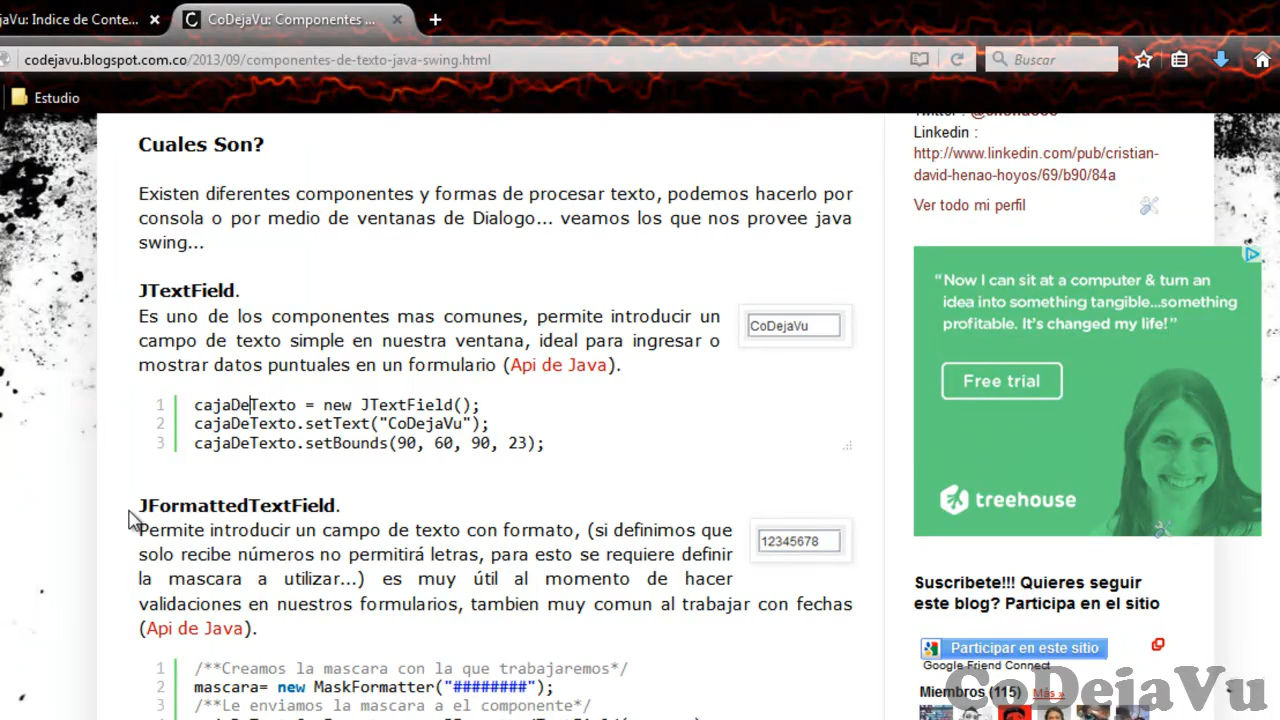 jaVu: Indice de Conte...
CoDejaVu: Componentes ...
codejavu.blogspot.com.co/2013/09/componentes-de-texto-java-swing.html
Buscar
Estudio
Cuales Son?
Existen diferentes componentes y formas de procesar texto, podemos hacerlo por
consola o por medio de ventanas de Dialogo... veamos los que nos provee java
swing...
JTextField.
Es uno de los componentes mas comunes, permite introducir un
campo de texto simple en nuestra ventana, ideal para ingresar o
mostrar datos puntuales en un formulario (Api de Java).
CoDejaVu
1 cajaDeTexto = new JTextField();
2 cajaDeTexto.setText("CoDejaVu");
3 cajaDeTexto.setBounds(90, 60, 90, 23);
JFormattedTextField.
Permite introducir un campo de texto con formato, (si definimos que
solo recibe números no permitirá letras, para esto se requiere definir
la mascara a utilizar...) es muy útil al momento de hacer
validaciones en nuestros formularios, tambien muy comun al trabajar con fechas
(Api de Java).
12345678
1 /**Creamos la mascara con la que trabajaremos*/
2 mascara= new MaskFormatter("########");
3 /**Le enviamos la mascara a el componente*/
Linkedin :
http://www.linkedin.com/pub/cristian-
david-henao-hoyos/69/b90/84a
Ver todo mi perfil
“Now I can sit at a computer & turn an
idea into something tangible...something
profitable. It’s changed my life!”
Free trial
treehouse
Suscribete!!! Quieres seguir
este blog? Participa en el sitio
Participar en este sitio
Google Friend Connect
Miembros (115) Más »
CoDejaVu